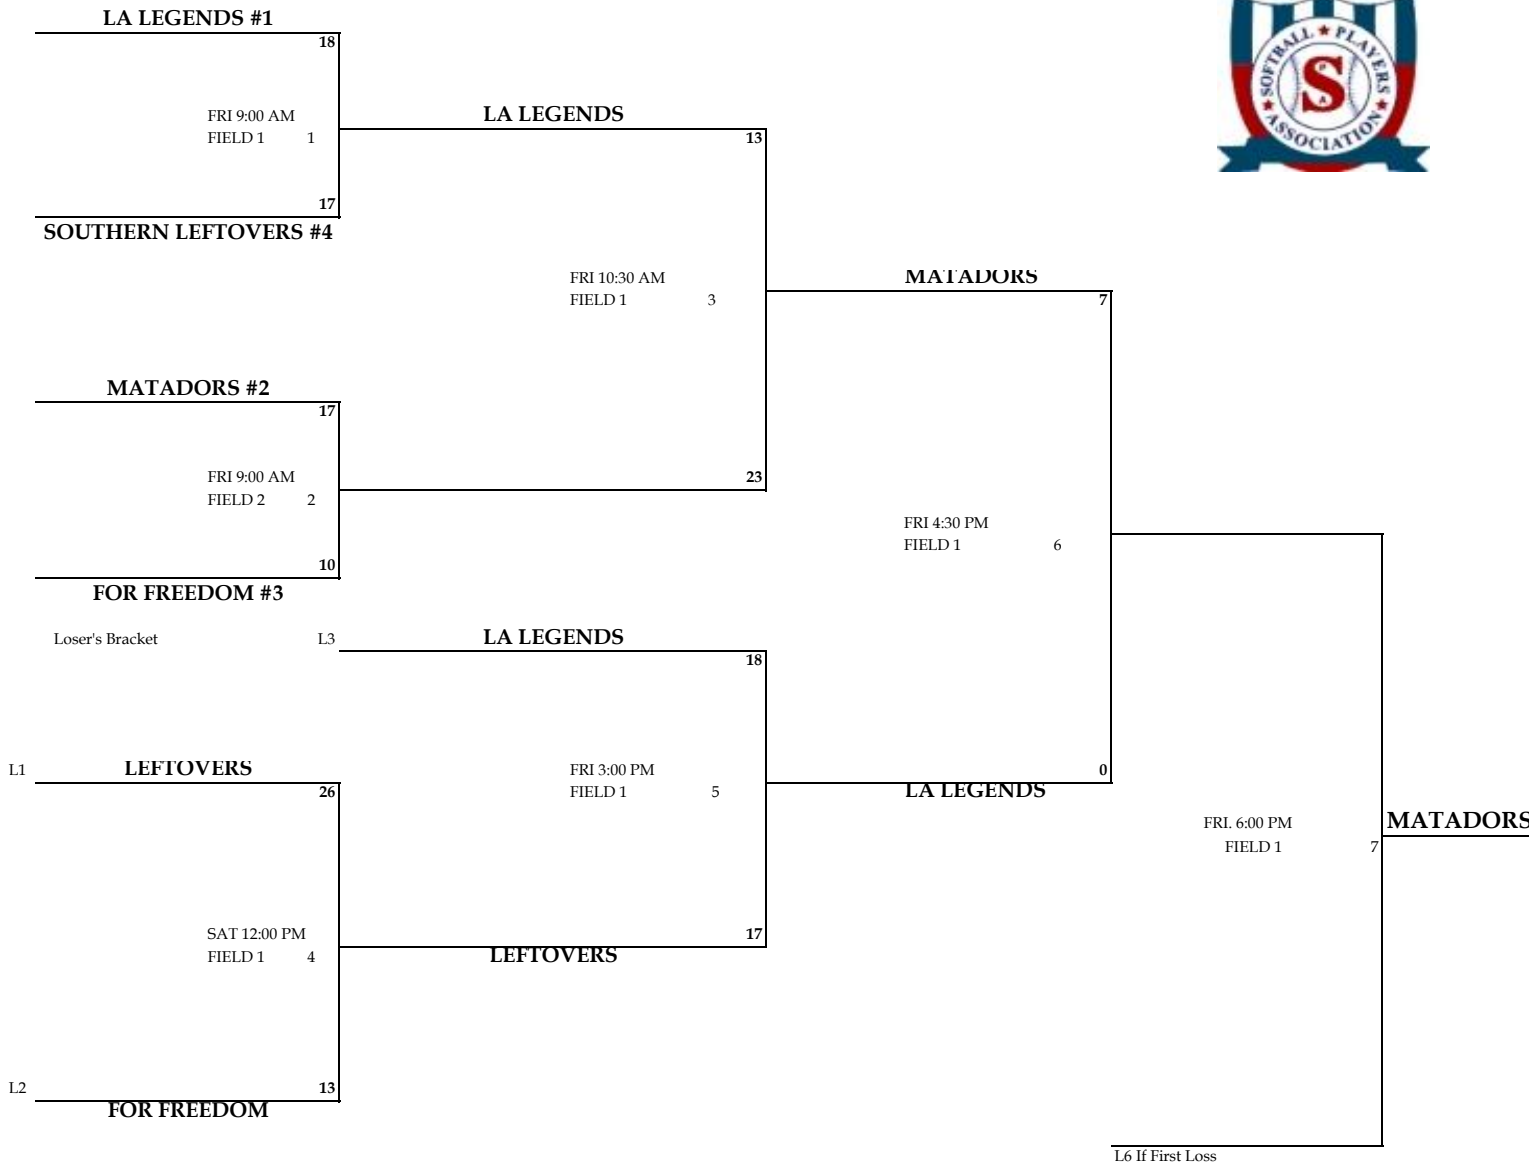 LA LEGENDS #1
18
FRI 9:00 AM
FIELD 1 1
17
SOUTHERN LEFTOVERS #4
LA LEGENDS
13
FRI 10:30 AM
FIELD 1 3
MATADORS #2
17
FRI 9:00 AM
FIELD 2 2
10
FOR FREEDOM #3
23
MATADORS
7
FRI 4:30 PM
FIELD 1 6
Loser's Bracket L3
LA LEGENDS
18
L1 LEFTOVERS
26
FRI 3:00 PM
FIELD 1 5
0
LA LEGENDS
SAT 12:00 PM
FIELD 1 4
17
LEFTOVERS
L2 13
FOR FREEDOM
FRI. 6:00 PM
FIELD 1 7
MATADORS
L6 If First Loss
SOFTBALL ★ PLAYERS ★ ASSOCIATION ★
S
P
A